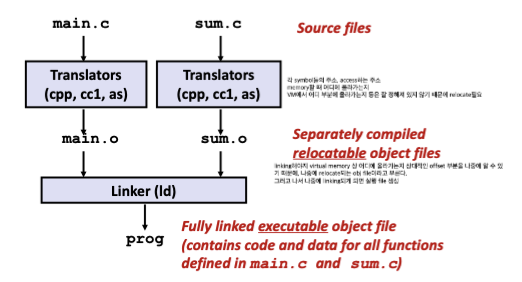 main.c
sum.c
Source files
Translators
(cpp, cc1, as)
Translators
(cpp, cc1, as)
각 symbol들의 주소, access하는 주소
memory할 때 어디에 올라가는지
VM에서 어디 부분에 올라가는지 등은 잘 정해져 있지 않기 때문에 relocate필요
main.o
sum.o
Separately compiled
relocatable object files
linking해야지 virtual memory 상 어디에 올라가는지 상대적인 offset 부분을 나중에 알 수 있
기 때문에, 나중에 relocate되는 obj file이라고 부른다.
그리고 나서 나중에 linking되게 되면 실행 file 생성
Linker (ld)
prog
Fully linked executable object file
(contains code and data for all functions
defined in main.c and sum.c)